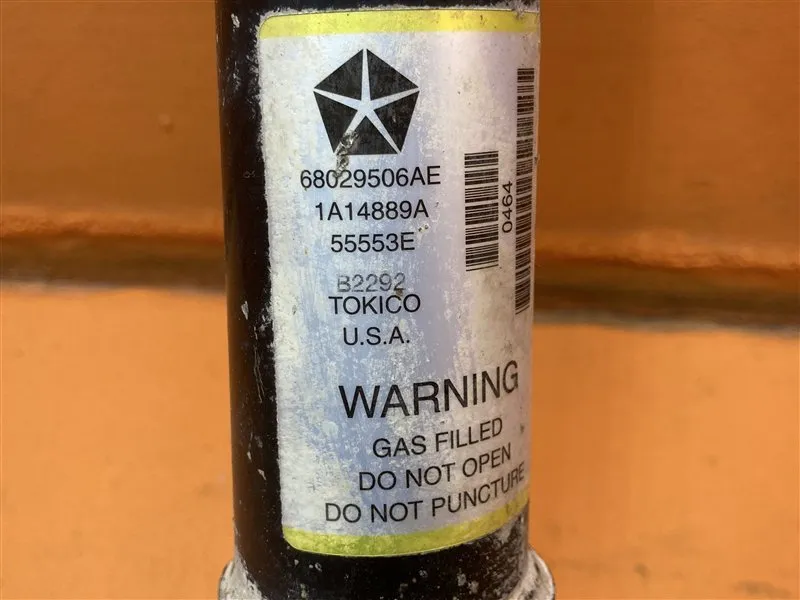 68029506AE
1A14889A
55553E
B2292
TOKICO
U.S.A.
0464
WARNING
GAS FILLED
DO NOT OPEN
DO NOT PUNCTURE